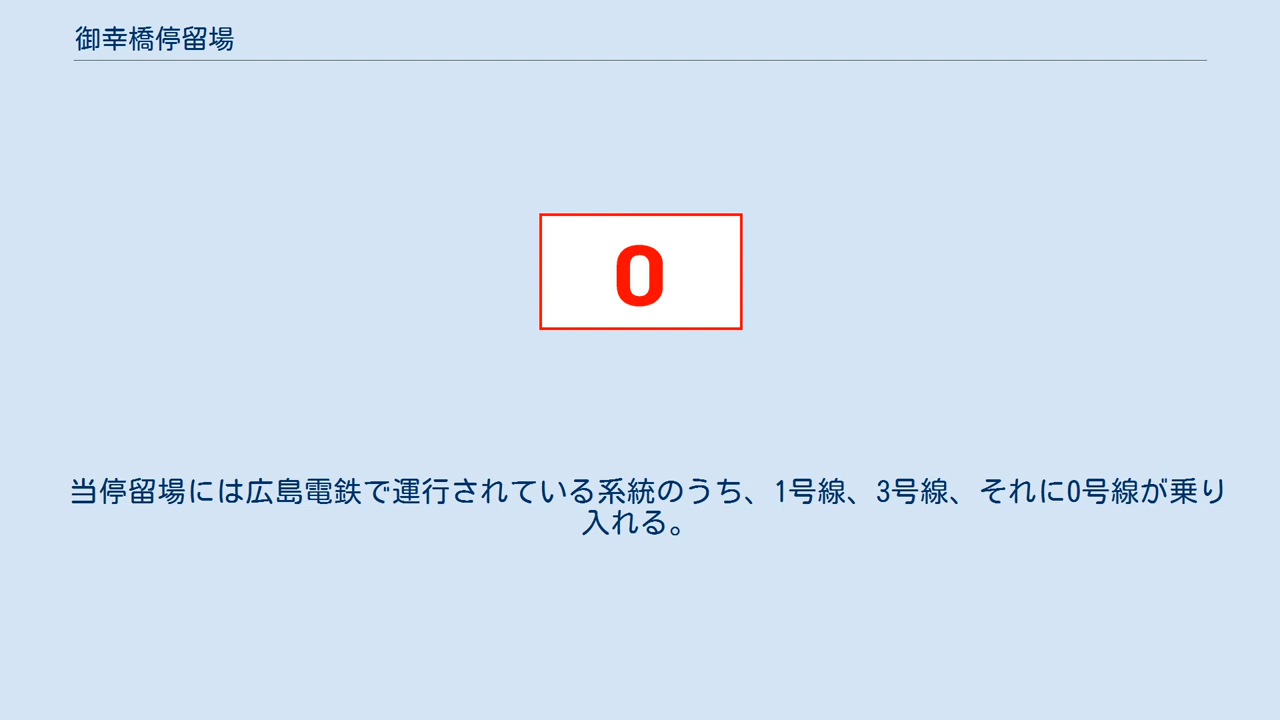 御幸橋停留場
0
当停留場には広島電鉄で運行されている系統のうち、1号線、3号線、それに0号線が乗り
入れる。